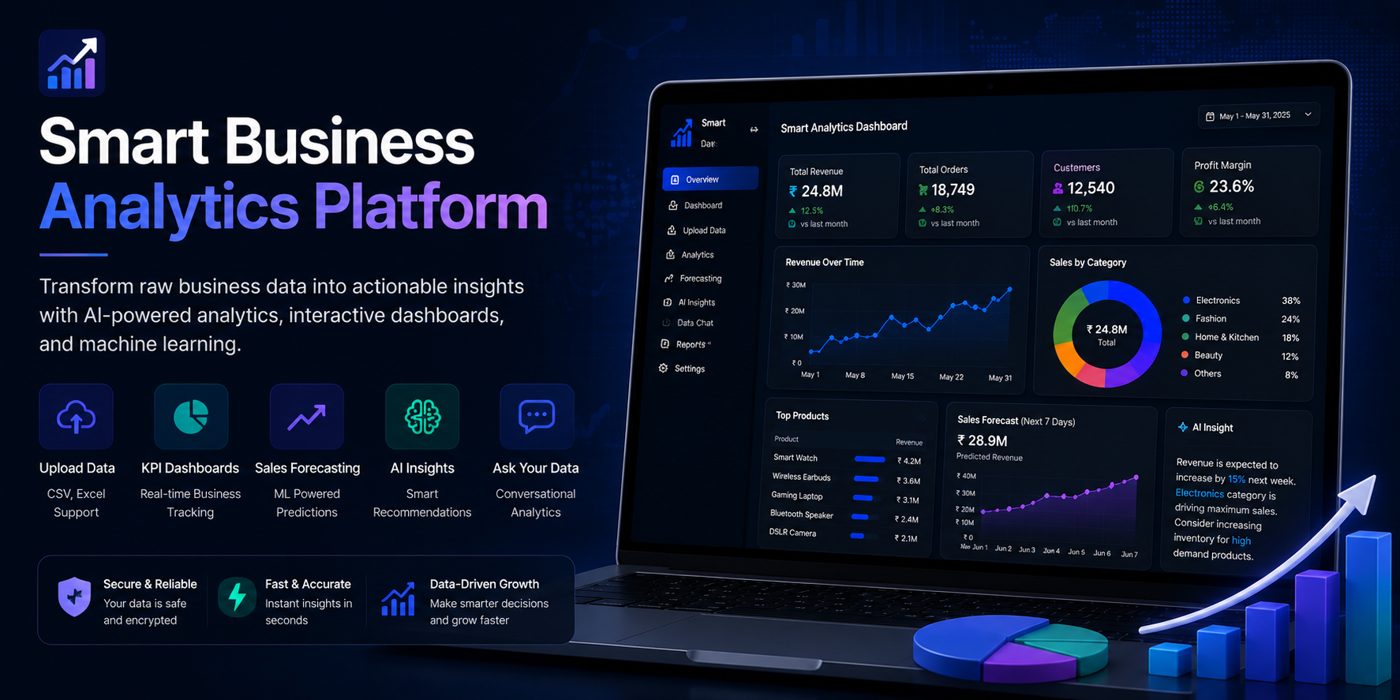 Smart Business
Analytics Platform
Transform raw business data into actionable insights
with AI-powered analytics, interactive dashboards,
and machine learning.
Upload Data
CSV, Excel
Support
KPI Dashboards
Real-time Business
Tracking
Sales Forecasting
ML Powered
Predictions
AI Insights
Smart
Recommendations
Ask Your Data
Conversational
Analytics
Secure & Reliable
Your data is safe
and encrypted
Fast & Accurate
Instant insights in
seconds
Data-Driven Growth
Make smarter decisions
and grow faster
Smart
Overview
Dashboard
Upload Data
Analytics
Forecasting
AI Insights
Data Chat
Reports
Settings
Smart Analytics Dashboard
May 1 - May 31, 2025
Total Revenue
₹ 24.8M
12.5%
vs last month
Total Orders
18,749
+8.3%
vs last month
Customers
12,540
↑10.7%
vs last month
Profit Margin
23.6%
+6.4%
vs last month
Revenue Over Time
₹ 30M
₹ 20M
₹ 10M
₹ 0
May 1
May 8
May 15
May 22
May 31
Sales by Category
₹ 24.8M
Total
Electronics 38%
Fashion 24%
Home & Kitchen 18%
Beauty 12%
Others 8%
Top Products
Product Revenue
Smart Watch ₹ 4.2M
Wireless Earbuds ₹ 3.6M
Gaming Laptop ₹ 3.1M
Bluetooth Speaker ₹ 2.4M
DSLR Camera ₹ 2.1M
Sales Forecast (Next 7 Days)
₹ 28.9M
Predicted Revenue
₹ 40M
₹ 30M
₹ 20M
₹ 10M
₹ 0
Jun 1
Jun 2
Jun 3
Jun 4
Jun 5
Jun 6
Jun 7
AI Insight
Revenue is expected to
increase by 15% next week.
Electronics category is
driving maximum sales.
Consider increasing
inventory for high
demand products.